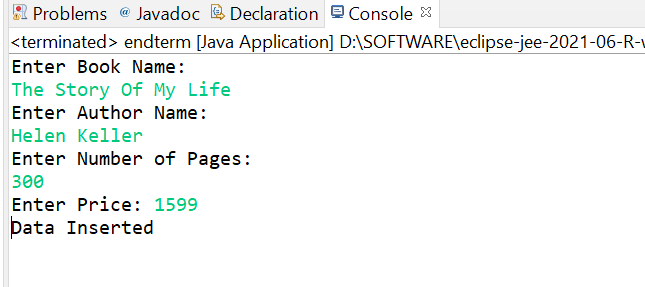 Problems @ Javadoc Declaration Console
<terminated> endterm [Java Application] D:\SOFTWARE\eclipse-jee-2021-06-R-
Enter Book Name:
The Story Of My Life
Enter Author Name:
Helen Keller
Enter Number of Pages:
300
Enter Price: 1599
Data Inserted